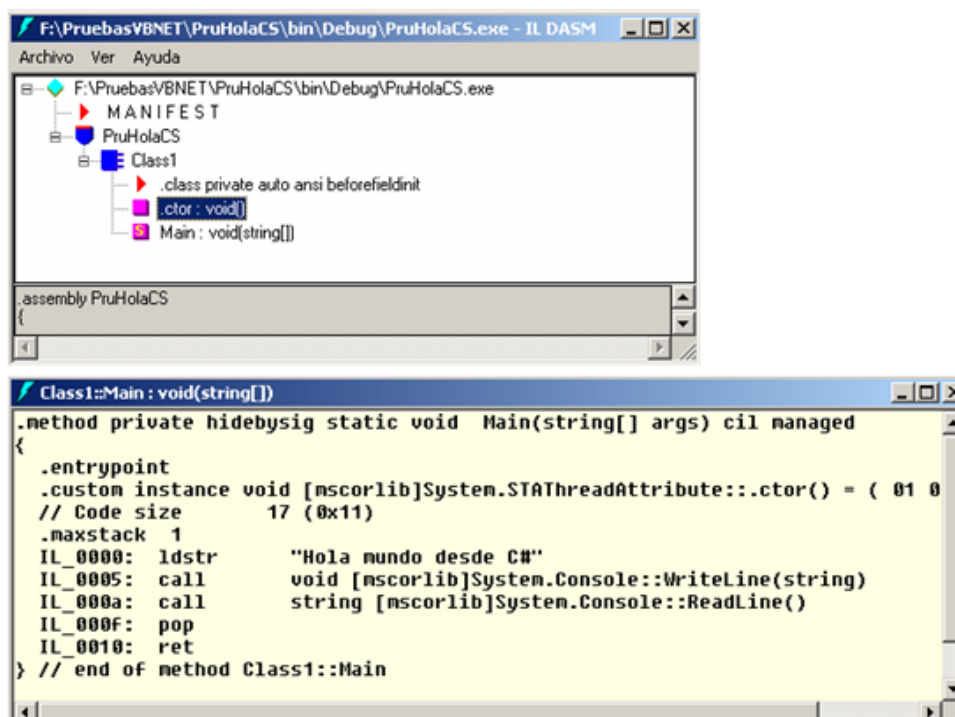 F:\PruebasVBNET\PruHolaCS\bin\Debug\PruHolaCS.exe - IL DASM
Archivo Ver Ayuda
F:\PruebasVBNET\PruHolaCS\bin\Debug\PruHolaCS.exe
MANIFEST
PruHolaCS
Class1
.class private auto ansi beforefieldinit
.ctor : void()
S Main : void(string[])
.assembly PruHolaCS
{
Class1::Main : void(string[])
.method private hidebysig static void  Main(string[] args) cil managed
{
  .entrypoint
  .custom instance void [mscorlib]System.STAThreadAttribute::.ctor() = ( 01 0
  // Code size       17 (0x11)
  .maxstack  1
  IL_0000:  ldstr      "Hola mundo desde C#"
  IL_0005:  call       void [mscorlib]System.Console::WriteLine(string)
  IL_000a:  call       string [mscorlib]System.Console::ReadLine()
  IL_000f:  pop
  IL_0010:  ret
} // end of method Class1::Main